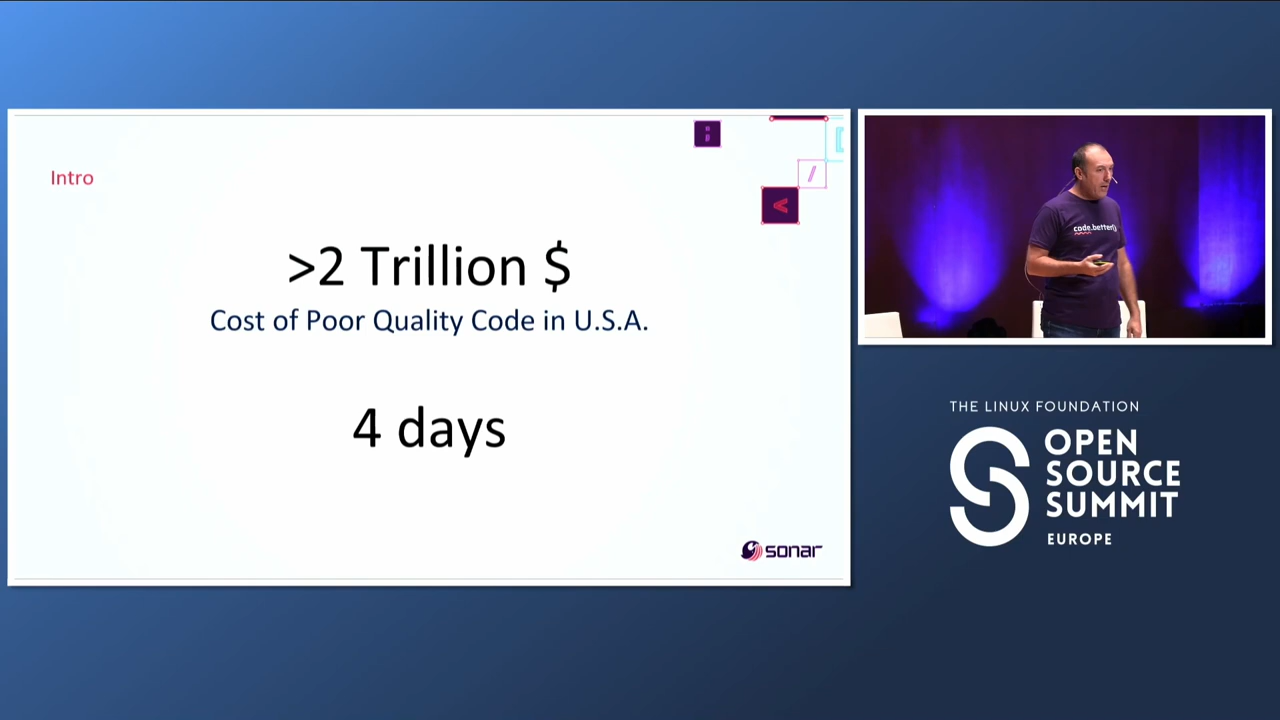 Intro
;
/
<
>2 Trillion $
Cost of Poor Quality Code in U.S.A.
4 days
sonar
code.better()
THE LINUX FOUNDATION
OPEN
SOURCE
SUMMIT
EUROPE